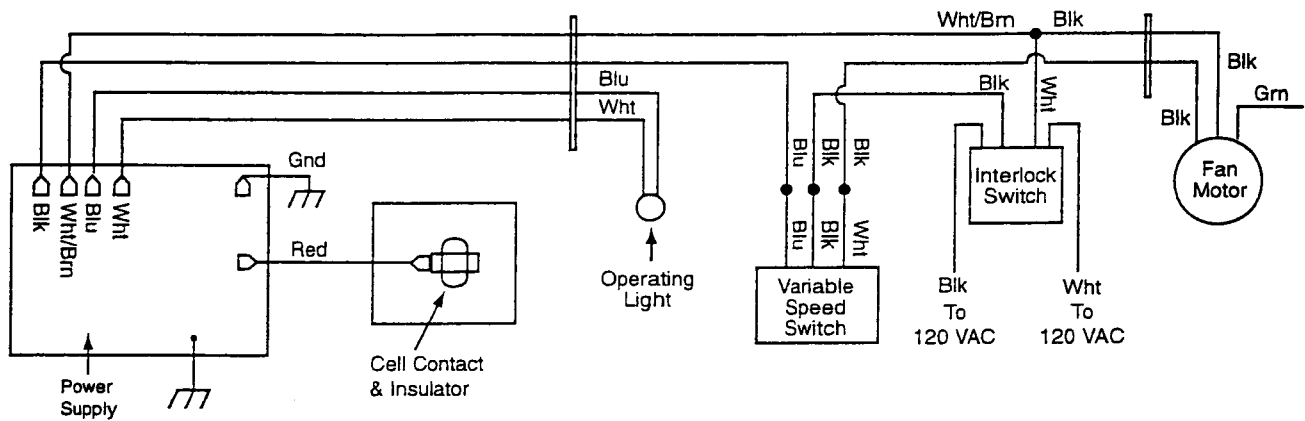 Wht/Brn
Blk
Blu
Wht
Blk
Wht
Blk
Blk
Grn
Gnd
Blk
Wht/Brn
Blu
Wht
Red
Blu
Blk
Blk
Blu
Blk
Wht
Interlock
Switch
Fan
Motor
Operating
Light
Variable
Speed
Switch
Blk
To
120 VAC
Wht
To
120 VAC
Cell Contact
& Insulator
Power
Supply